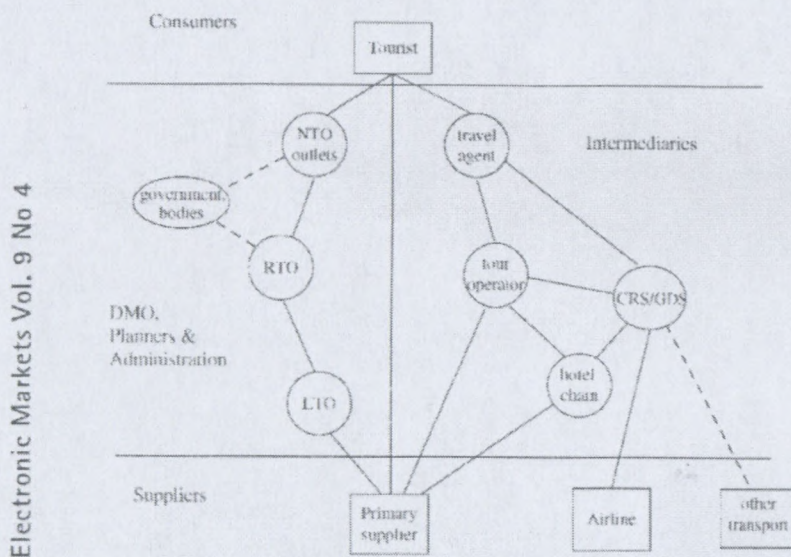 Electronic Markets Vol. 9 No 4
Consumers
Tourist
NTO
outlets
travel
agent
Intermediaries
government
bodies
RTO
tour
operator
CRS/GDS
DMO,
Planners &
Administration
hotel
chain
LTO
Suppliers
Primary
supplier
Airline
other
transport